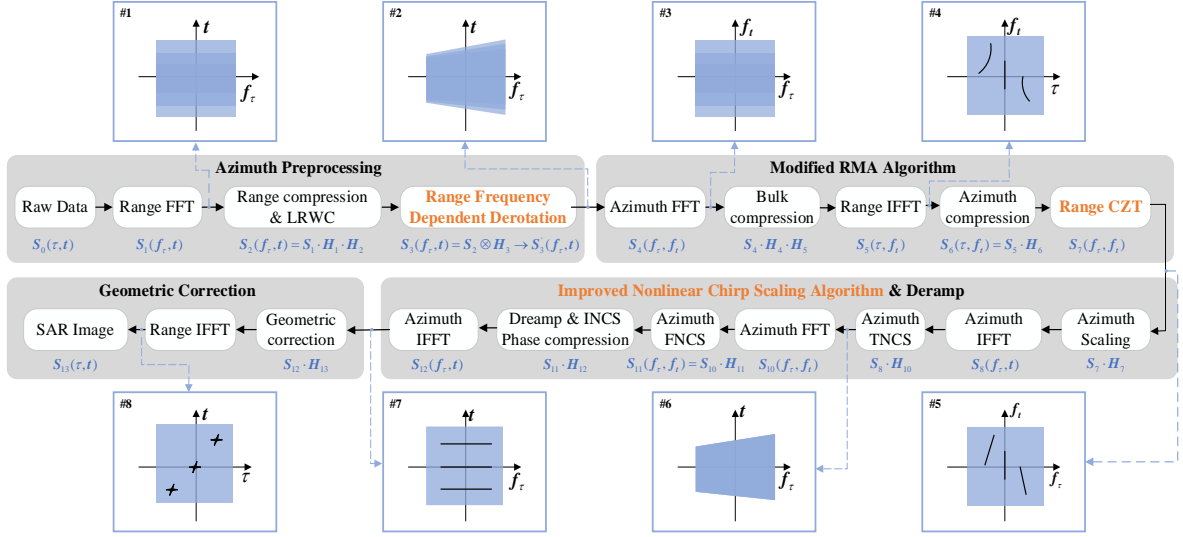 #1
t
f_τ
#2
t
f_τ
#3
f_t
f_τ
#4
f_t
τ
Azimuth Preprocessing
Raw Data
Range FFT
Range compression
& LRWC
Range Frequency
Dependent Derotation
S_0(τ,t)
S_1(f_τ,t)
S_2(f_τ,t) = S_1 · H_1 · H_2
S_3(f_τ,t) = S_2 ⊗ H_3 → S_3(f_τ,t)
Modified RMA Algorithm
Azimuth FFT
Bulk
compression
Range IFFT
Azimuth
compression
Range CZT
S_4(f_τ,f_t)
S_4 · H_4 · H_5
S_5(τ,f_t)
S_6(τ,f_t) = S_5 · H_6
S_7(f_τ,f_t)
Geometric Correction
SAR Image
Range IFFT
Geometric
correction
S_13(τ,t)
S_12 · H_13
Improved Nonlinear Chirp Scaling Algorithm & Deramp
Azimuth
IFFT
Dreamp & INCS
Phase compression
Azimuth
FNCS
Azimuth FFT
Azimuth
TNCS
Azimuth
IFFT
Azimuth
Scaling
S_12(f_τ,t)
S_11 · H_12
S_11(f_τ,f_t) = S_10 · H_11
S_10(f_τ,f_t)
S_8 · H_10
S_8(f_τ,t)
S_7 · H_7
#8
t
τ
#7
t
f_τ
#6
t
f_τ
#5
f_t
f_τ